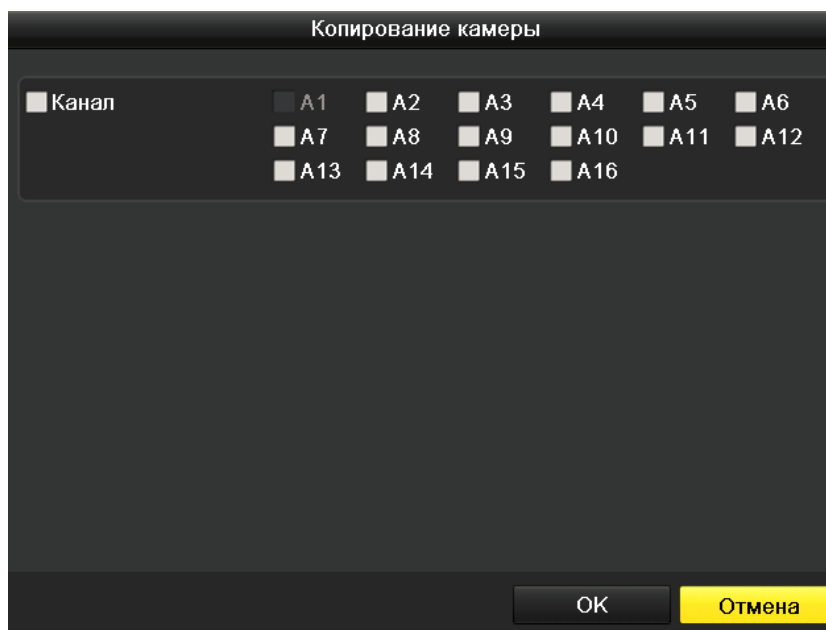 Копирование камеры
Канал A1 A2 A3 A4 A5 A6
A7 A8 A9 A10 A11 A12
A13 A14 A15 A16
OK Отмена